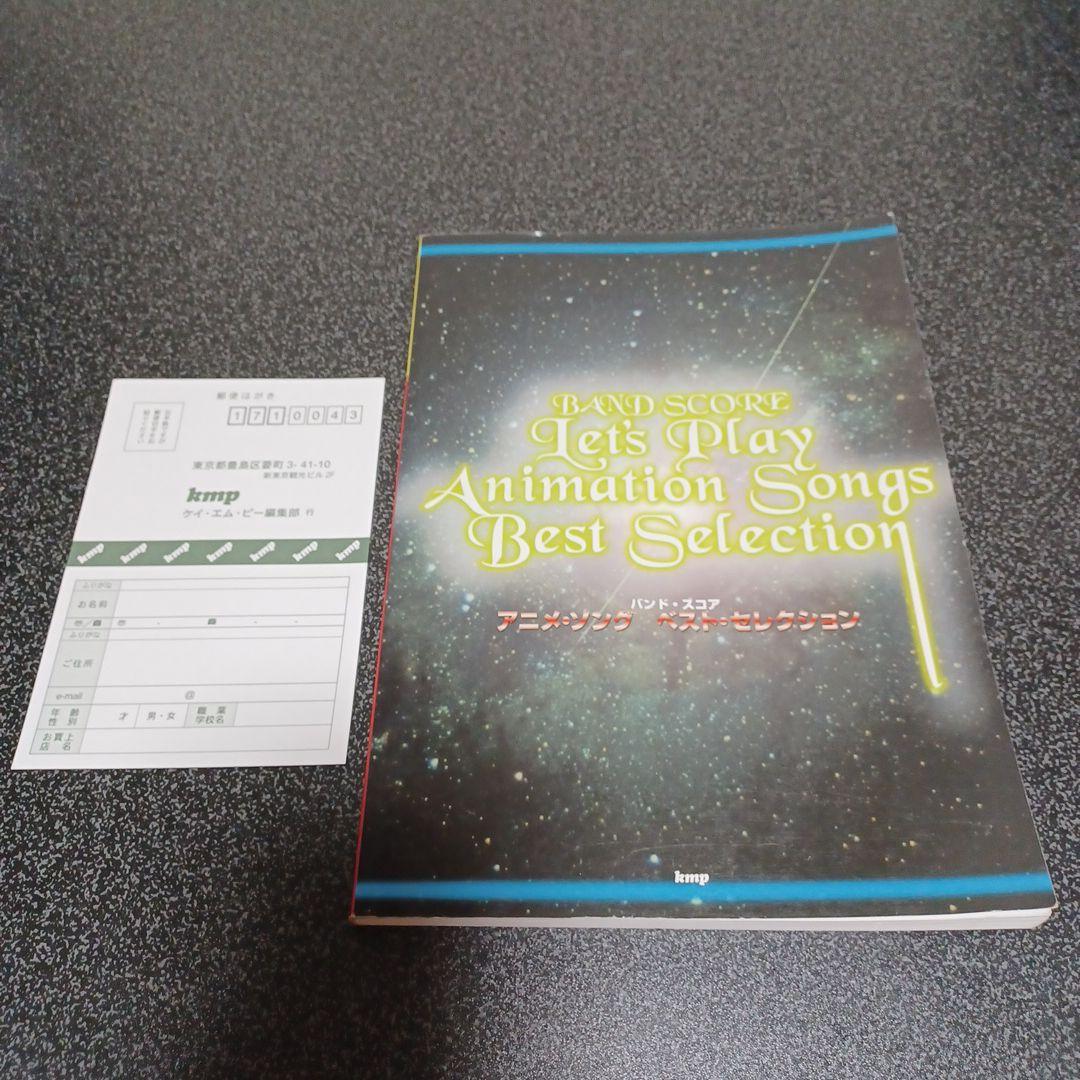 郵便はがき
1710043
東京都豊島区要町3-41-10
新東京観光ビル2F
kmp
ケイ・エム・ピー編集部 行
kmp kmp kmp kmp kmp kmp kmp
ふりがな
お名前
ふりがな
ご住所
e-mail @
年齢 才 男・女 職業
性別 学校名
お買上
店名
BAND SCORE
Let's Play
Animation Songs
Best Selection
バンド・スコア
アニメ・ソング ベスト・セレクション
kmp